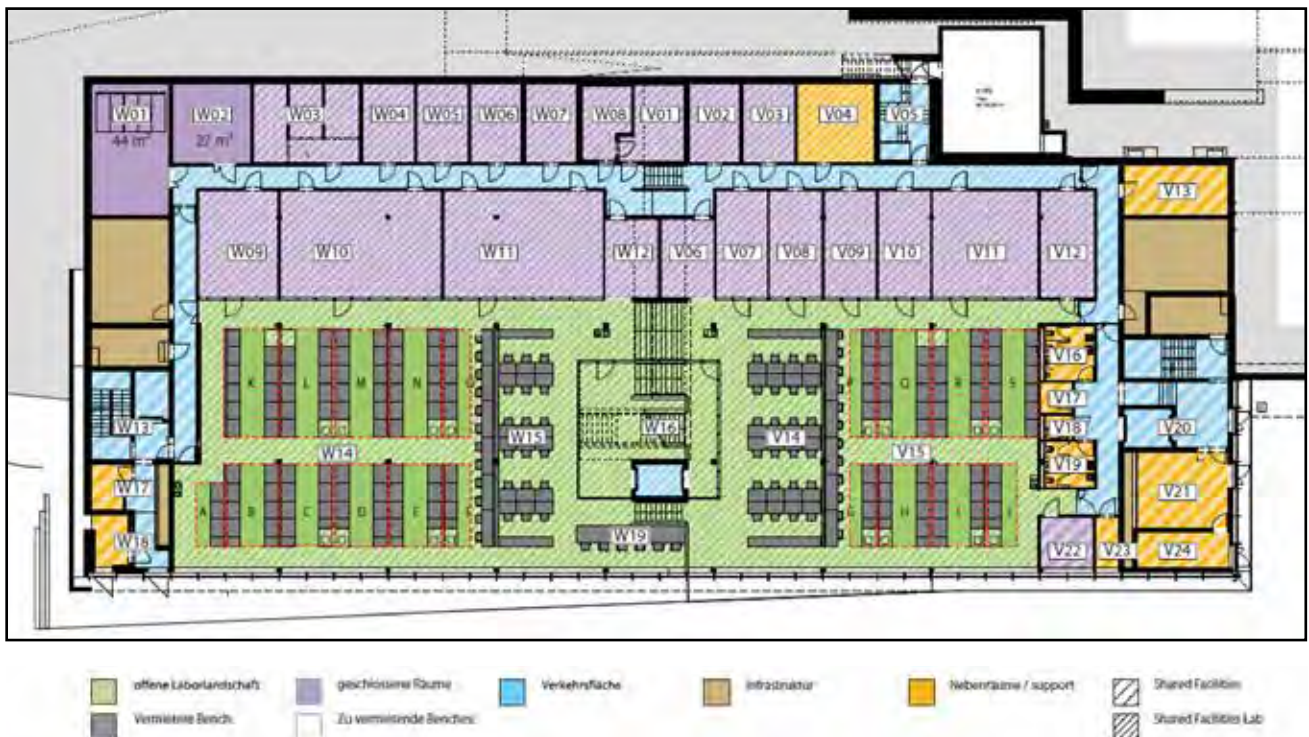 W01 W02 W03 W04 W05 W06 W07 W08 V01 V02 V03 V04 V05
44 m² 27 m²
V13
W09 W10 W11 W12 V06 V07 V08 V09 V10 V11 V12
V16
K L M N O P Q R S
V17
W13 W15 W16 V14 V18 V20
W14 V15
V19
W17 V21
A B C D E F G H I J
W18 W19 V22 V23 V24
offene Laborlandschaft geschlossene Räume Verkehrsfläche Infrastruktur Nebenräume / support Shared Facilities
Vermietete Bench Zu vermietende Benches Shared Facilities Lab